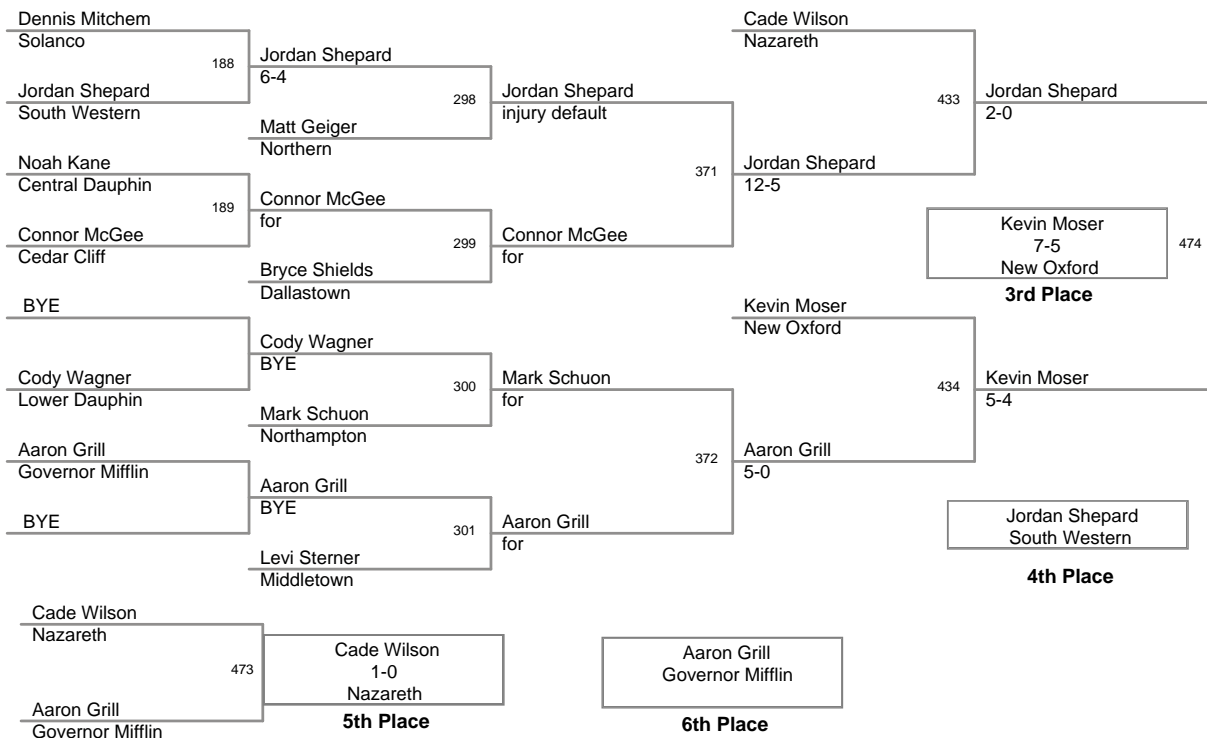 Dennis Mitchem
Solanco
188
Jordan Shepard
South Western
Jordan Shepard
6-4
298
Matt Geiger
Northern
Jordan Shepard
injury default
Noah Kane
Central Dauphin
189
Connor McGee
Cedar Cliff
Connor McGee
for
299
Bryce Shields
Dallastown
Connor McGee
for
371
Jordan Shepard
12-5
Cade Wilson
Nazareth
433
Jordan Shepard
2-0
Kevin Moser
7-5
New Oxford
474
3rd Place
BYE
Cody Wagner
Lower Dauphin
Cody Wagner
BYE
300
Mark Schuon
Northampton
Mark Schuon
for
Aaron Grill
Governor Mifflin
BYE
Aaron Grill
BYE
301
Levi Sterner
Middletown
Aaron Grill
for
372
Aaron Grill
5-0
Kevin Moser
New Oxford
434
Kevin Moser
5-4
Jordan Shepard
South Western
4th Place
Cade Wilson
Nazareth
473
Aaron Grill
Governor Mifflin
Cade Wilson
1-0
Nazareth
5th Place
Aaron Grill
Governor Mifflin
6th Place